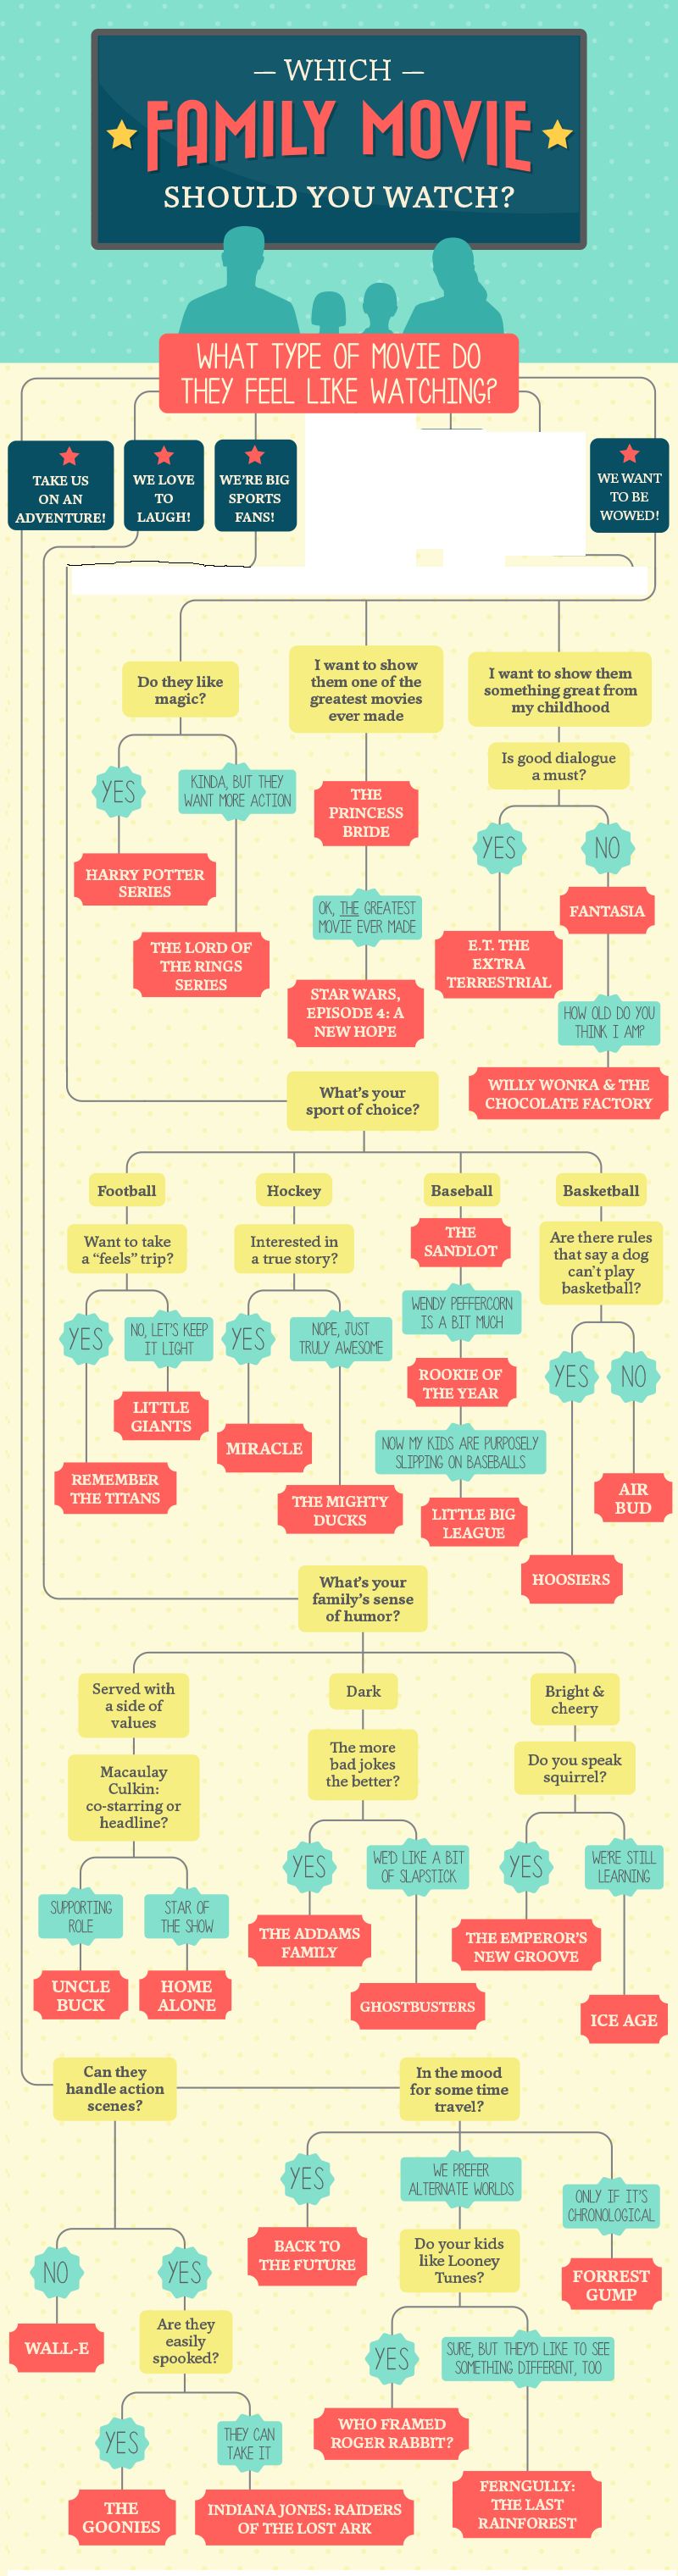 — WHICH —
FAMILY MOVIE
SHOULD YOU WATCH?
WHAT TYPE OF MOVIE DO
THEY FEEL LIKE WATCHING?
TAKE US
ON AN
ADVENTURE!
WE LOVE
TO
LAUGH!
WE'RE BIG
SPORTS
FANS!
WE WANT
TO BE
WOWED!
Do they like
magic?
I want to show
them one of the
greatest movies
ever made
I want to show them
something great from
my childhood
Is good dialogue
a must?
YES
KINDA, BUT THEY
WANT MORE ACTION
THE
PRINCESS
BRIDE
YES
NO
HARRY POTTER
SERIES
OK, THE GREATEST
MOVIE EVER MADE
FANTASIA
THE LORD OF
THE RINGS
SERIES
E.T. THE
EXTRA
TERRESTRIAL
STAR WARS,
EPISODE 4: A
NEW HOPE
HOW OLD DO YOU
THINK I AM?
WILLY WONKA & THE
CHOCOLATE FACTORY
What's your
sport of choice?
Football
Hockey
Baseball
Basketball
Want to take
a “feels” trip?
Interested in
a true story?
THE
SANDLOT
Are there rules
that say a dog
can't play
basketball?
YES
NO, LET'S KEEP
IT LIGHT
YES
NOPE, JUST
TRULY AWESOME
WENDY PEFFERCORN
IS A BIT MUCH
YES
NO
LITTLE
GIANTS
MIRACLE
ROOKIE OF
THE YEAR
REMEMBER
THE TITANS
THE MIGHTY
DUCKS
NOW MY KIDS ARE PURPOSELY
SLIPPING ON BASEBALLS
LITTLE BIG
LEAGUE
AIR
BUD
HOOSIERS
What's your
family's sense
of humor?
Served with
a side of
values
Dark
Bright &
cheery
Macaulay
Culkin:
co-starring or
headline?
The more
bad jokes
the better?
Do you speak
squirrel?
SUPPORTING
ROLE
STAR OF
THE SHOW
YES
WE'D LIKE A BIT
OF SLAPSTICK
YES
WE'RE STILL
LEARNING
UNCLE
BUCK
HOME
ALONE
THE ADDAMS
FAMILY
GHOSTBUSTERS
THE EMPEROR'S
NEW GROOVE
ICE AGE
Can they
handle action
scenes?
In the mood
for some time
travel?
YES
WE PREFER
ALTERNATE WORLDS
ONLY IF IT'S
CHRONOLOGICAL
NO
YES
BACK TO
THE FUTURE
Do your kids
like Looney
Tunes?
FORREST
GUMP
WALL-E
Are they
easily
spooked?
YES
SURE, BUT THEY'D LIKE TO SEE
SOMETHING DIFFERENT, TOO
YES
THEY CAN
TAKE IT
WHO FRAMED
ROGER RABBIT?
THE
GOONIES
INDIANA JONES: RAIDERS
OF THE LOST ARK
FERNGULLY:
THE LAST
RAINFOREST